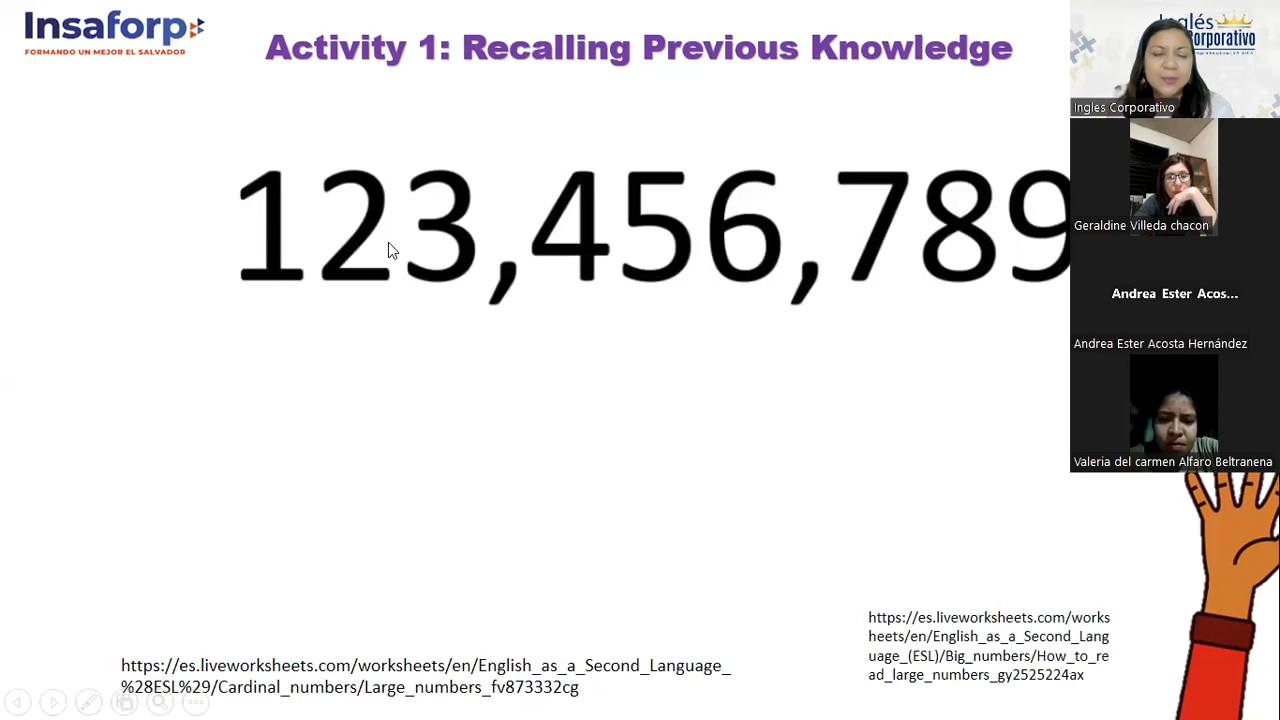 Insaforp
FORMANDO UN MEJOR EL SALVADOR
Activity 1: Recalling Previous Knowledge
Inglés
Corporativo
Ingles Corporativo
123,456,789
Geraldine Villeda chacon
Andrea Ester Acos...
Andrea Ester Acosta Hernández
Valeria del carmen Alfaro Beltranena
https://es.liveworksheets.com/works
heets/en/English_as_a_Second_Lang
uage_(ESL)/Big_numbers/How_to_re
ad_large_numbers_gy2525224ax
https://es.liveworksheets.com/worksheets/en/English_as_a_Second_Language_
%28ESL%29/Cardinal_numbers/Large_numbers_fv873332cg